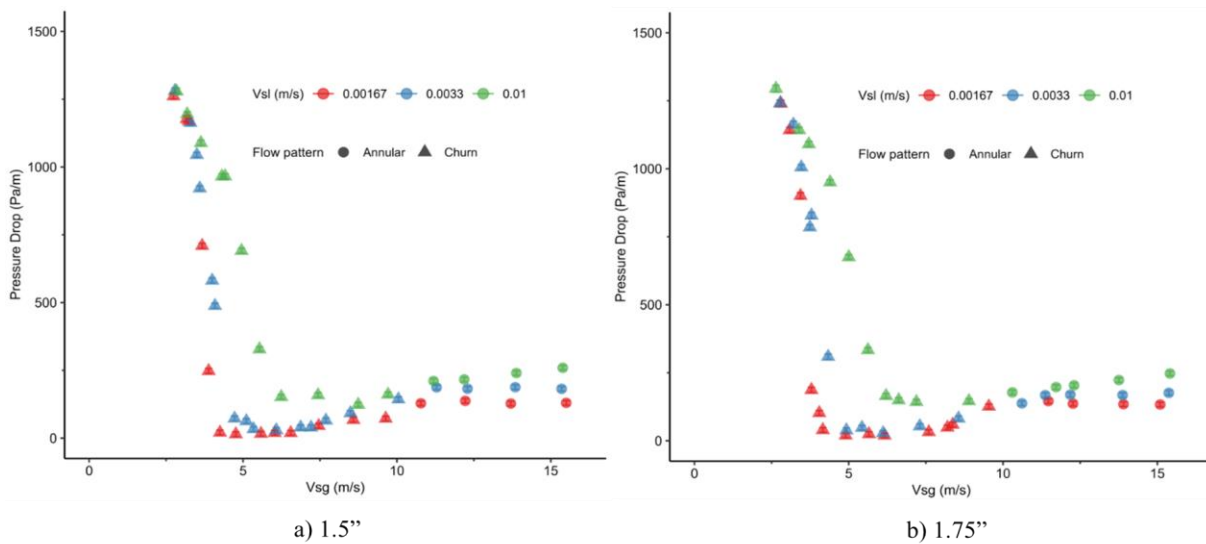 1500
1000
500
0
Pressure Drop (Pa/m)
Vsl (m/s) 0.00167 0.0033 0.01
Flow pattern Annular Churn
0 5 10 15
Vsg (m/s)
a) 1.5”
1500
1000
500
0
Pressure Drop (Pa/m)
Vsl (m/s) 0.00167 0.0033 0.01
Flow pattern Annular Churn
0 5 10 15
Vsg (m/s)
b) 1.75”